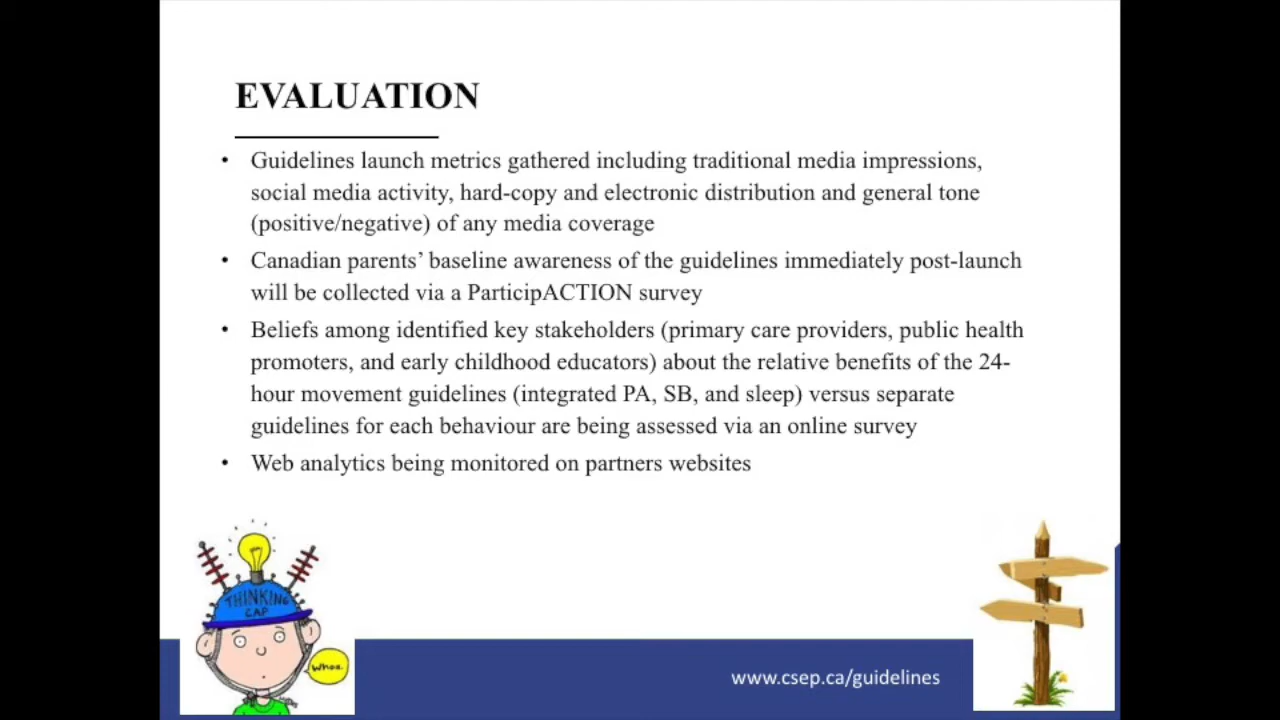 EVALUATION
• Guidelines launch metrics gathered including traditional media impressions,
social media activity, hard-copy and electronic distribution and general tone
(positive/negative) of any media coverage
• Canadian parents’ baseline awareness of the guidelines immediately post-launch
will be collected via a ParticipACTION survey
• Beliefs among identified key stakeholders (primary care providers, public health
promoters, and early childhood educators) about the relative benefits of the 24-
hour movement guidelines (integrated PA, SB, and sleep) versus separate
guidelines for each behaviour are being assessed via an online survey
• Web analytics being monitored on partners websites
THINKING
CAP
Whoa.
www.csep.ca/guidelines